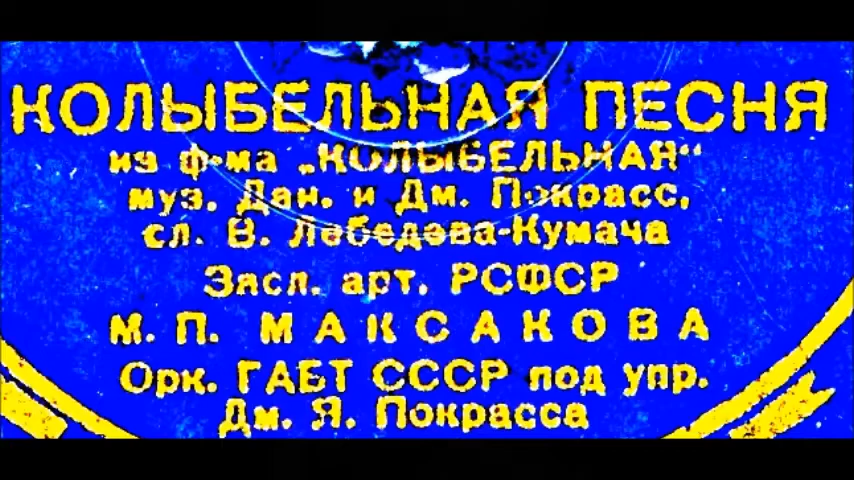 КОЛЫБЕЛЬНАЯ ПЕСНЯ
из ф-ма „КОЛЫБЕЛЬНАЯ“
муз. Дан. и Дм. Покрасс,
сл. В. Лебедева-Кумача
Засл. арт. РСФСР
М. П. МАКСАКОВА
Орк. ГАБТ СССР под упр.
Дм. Я. Покрасса